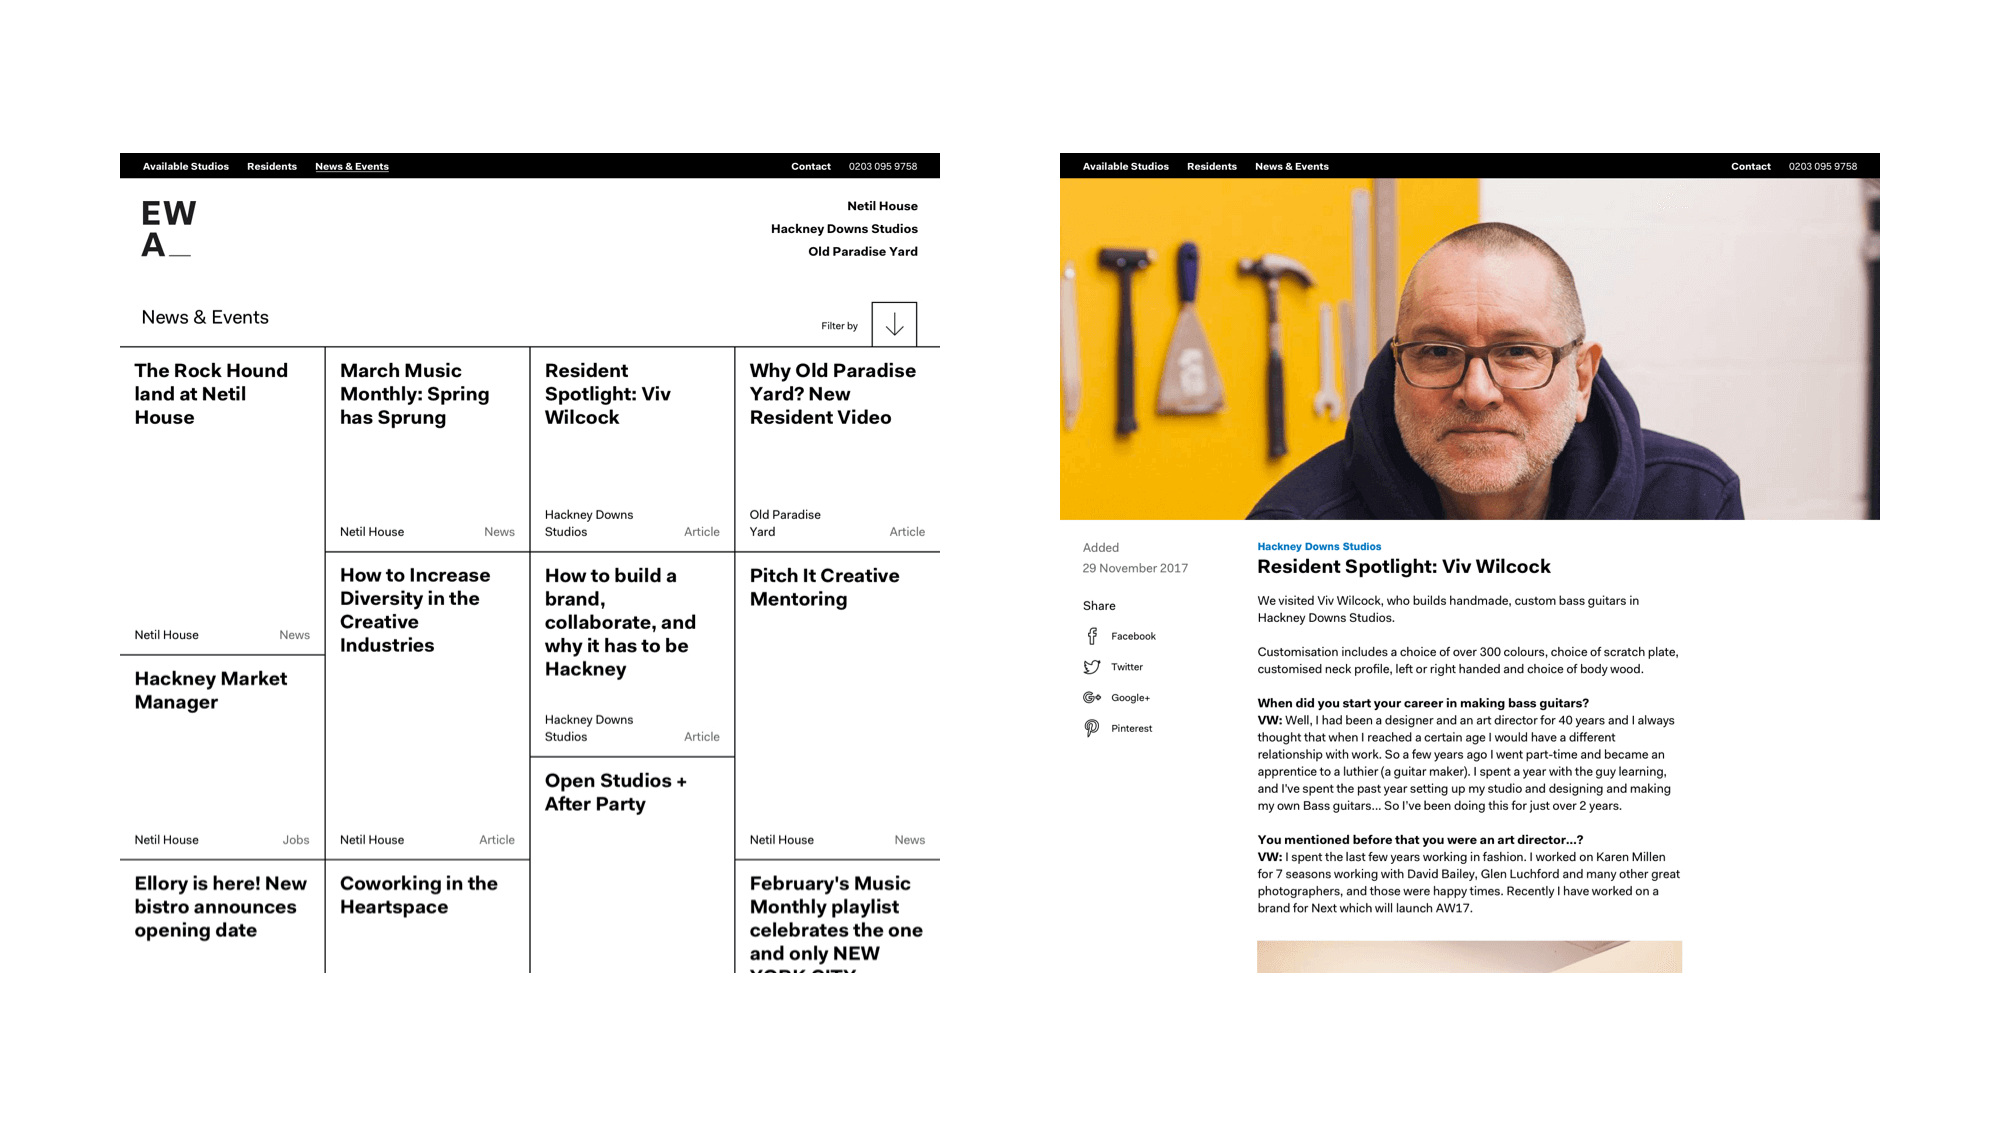 Available Studios Residents News & Events Contact 0203 095 9758
EW
A_
Netil House
Hackney Downs Studios
Old Paradise Yard
News & Events
Filter by
The Rock Hound
land at Netil
House
Netil House News
March Music
Monthly: Spring
has Sprung
Netil House News
Resident
Spotlight: Viv
Wilcock
Hackney Downs
Studios Article
Why Old Paradise
Yard? New
Resident Video
Old Paradise
Yard Article
Hackney Market
Manager
Netil House Jobs
How to Increase
Diversity in the
Creative
Industries
Netil House Article
How to build a
brand,
collaborate, and
why it has to be
Hackney
Hackney Downs
Studios Article
Pitch It Creative
Mentoring
Netil House News
Open Studios +
After Party
Ellory is here! New
bistro announces
opening date
Coworking in the
Heartspace
February's Music
Monthly playlist
celebrates the one
and only NEW
YORK CITY
Available Studios Residents News & Events Contact 0203 095 9758
Added
29 November 2017
Share
Facebook
Twitter
Google+
Pinterest
Hackney Downs Studios
Resident Spotlight: Viv Wilcock
We visited Viv Wilcock, who builds handmade, custom bass guitars in
Hackney Downs Studios.
Customisation includes a choice of over 300 colours, choice of scratch plate,
customised neck profile, left or right handed and choice of body wood.
When did you start your career in making bass guitars?
VW: Well, I had been a designer and an art director for 40 years and I always
thought that when I reached a certain age I would have a different
relationship with work. So a few years ago I went part-time and became an
apprentice to a luthier (a guitar maker). I spent a year with the guy learning,
and I've spent the past year setting up my studio and designing and making
my own Bass guitars... So I've been doing this for just over 2 years.
You mentioned before that you were an art director...?
VW: I spent the last few years working in fashion. I worked on Karen Millen
for 7 seasons working with David Bailey, Glen Luchford and many other great
photographers, and those were happy times. Recently I have worked on a
brand for Next which will launch AW17.